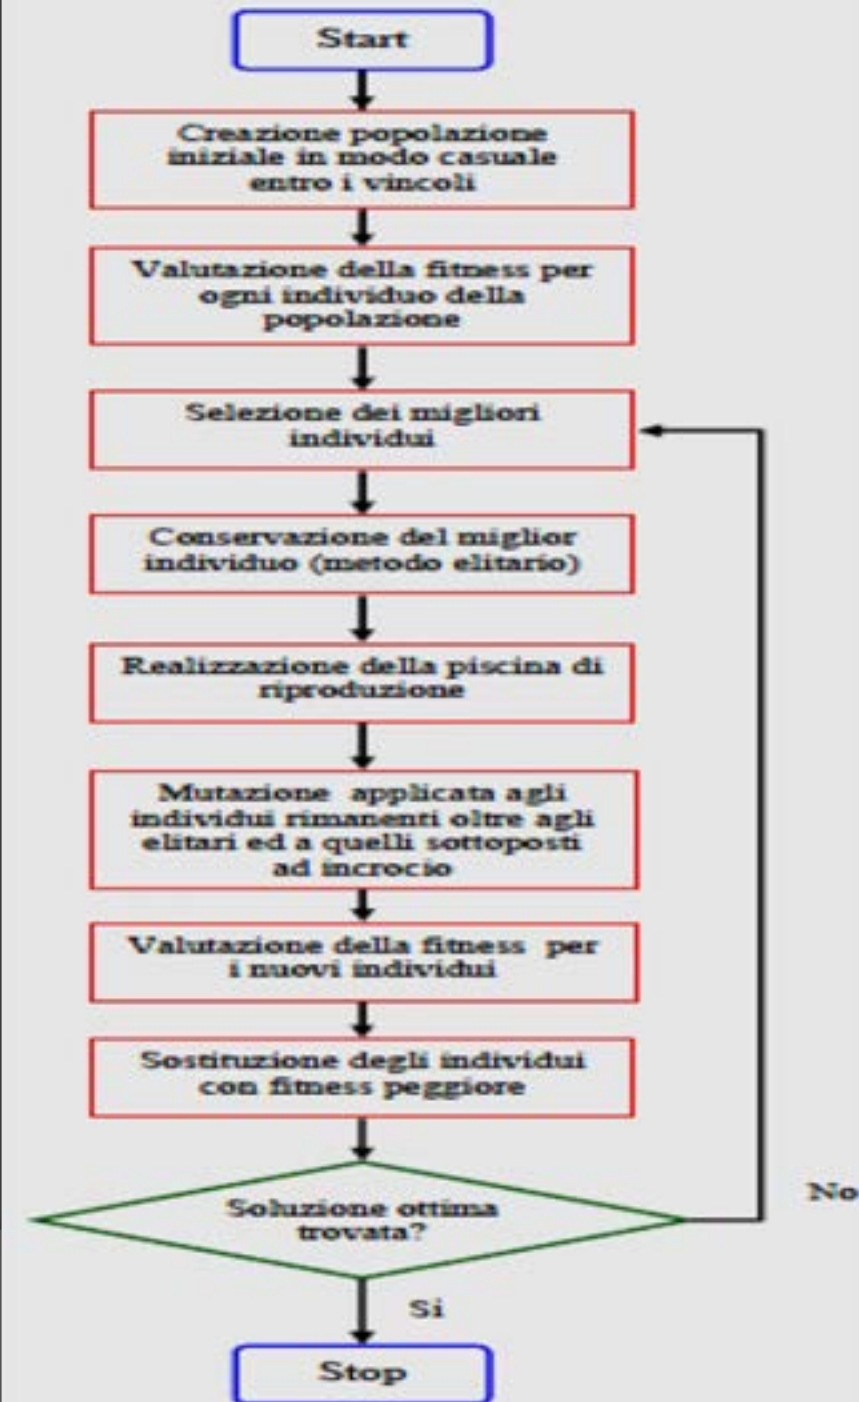 Start
Creazione popolazione
iniziale in modo casuale
entro i vincoli
Valutazione della fitness per
ogni individuo della
popolazione
Selezione dei migliori
individui
Conservazione del miglior
individuo (metodo elitario)
Realizzazione della piscina di
riproduzione
Mutazione applicata agli
individui rimanenti oltre agli
elitari ed a quelli sottoposti
ad incrocio
Valutazione della fitness per
i nuovi individui
Sostituzione degli individui
con fitness peggiore
Soluzione ottima
trovata?
No
Si
Stop